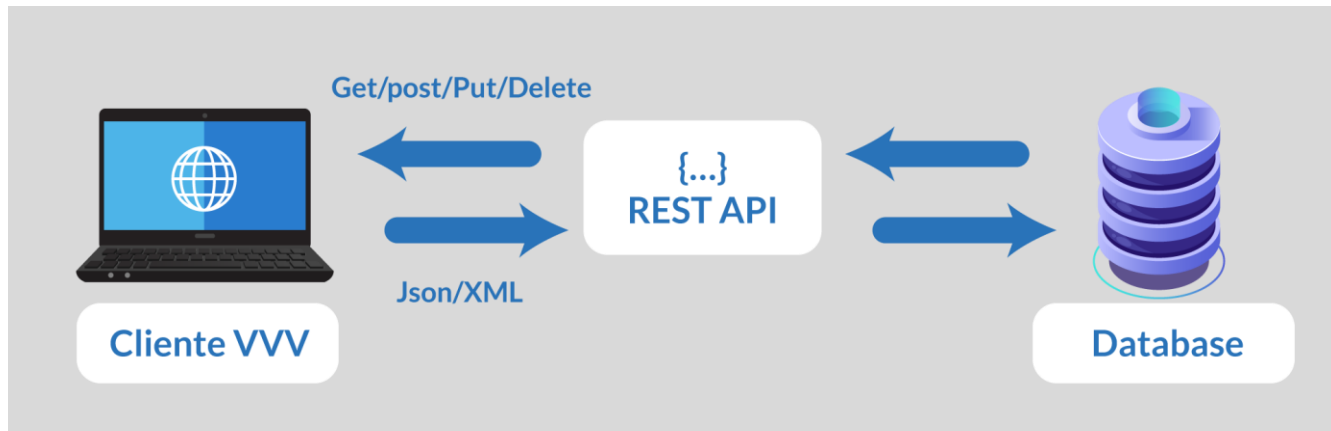 Get/post/Put/Delete
{...}
REST API
Json/XML
Cliente VVV
Database